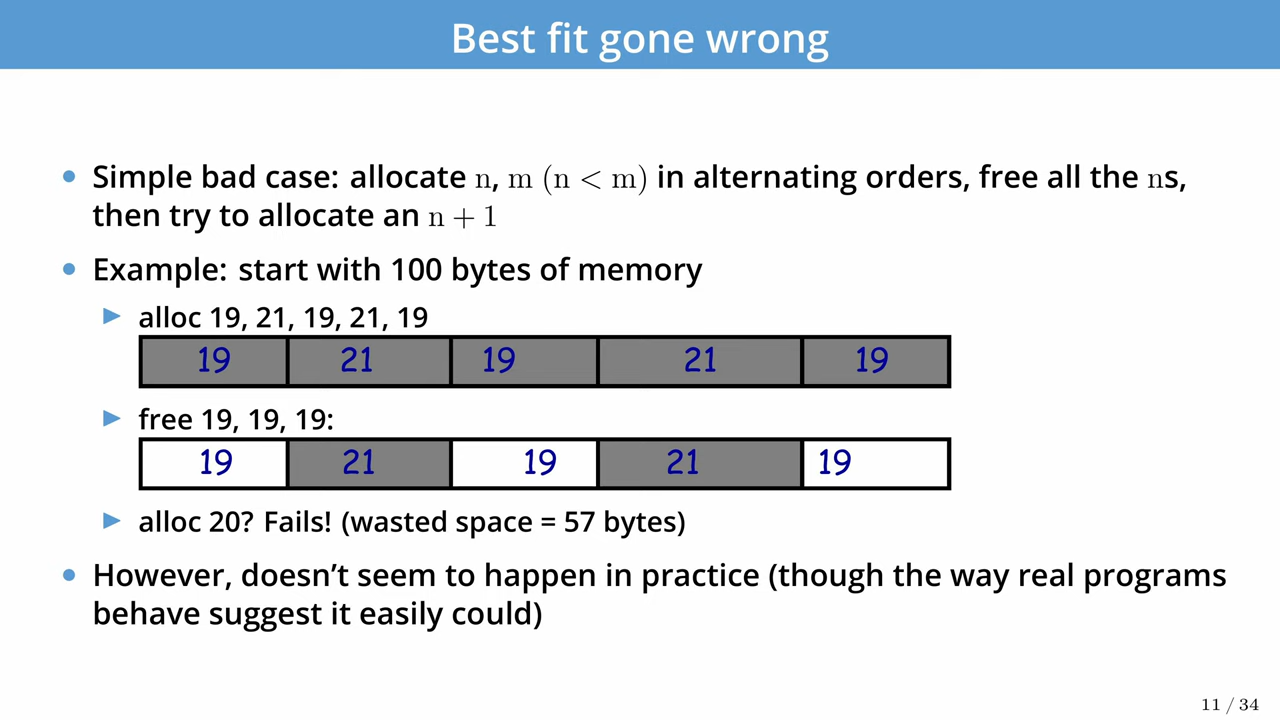 Best fit gone wrong
• Simple bad case: allocate n, m (n < m) in alternating orders, free all the ns,
then try to allocate an n + 1
• Example: start with 100 bytes of memory
▶ alloc 19, 21, 19, 21, 19
19 21 19 21 19
▶ free 19, 19, 19:
19 21 19 21 19
▶ alloc 20? Fails! (wasted space = 57 bytes)
• However, doesn’t seem to happen in practice (though the way real programs
behave suggest it easily could)
11 / 34